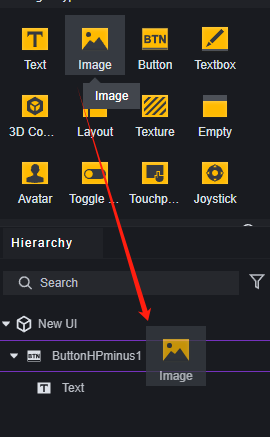 Text
Image
Button
Textbox
Image
3D Co...
Layout
Texture
Empty
Avatar
Toggle ...
Touchp...
Joystick
Hierarchy
Search
New UI
BTN ButtonHPminus1
Image
T Text